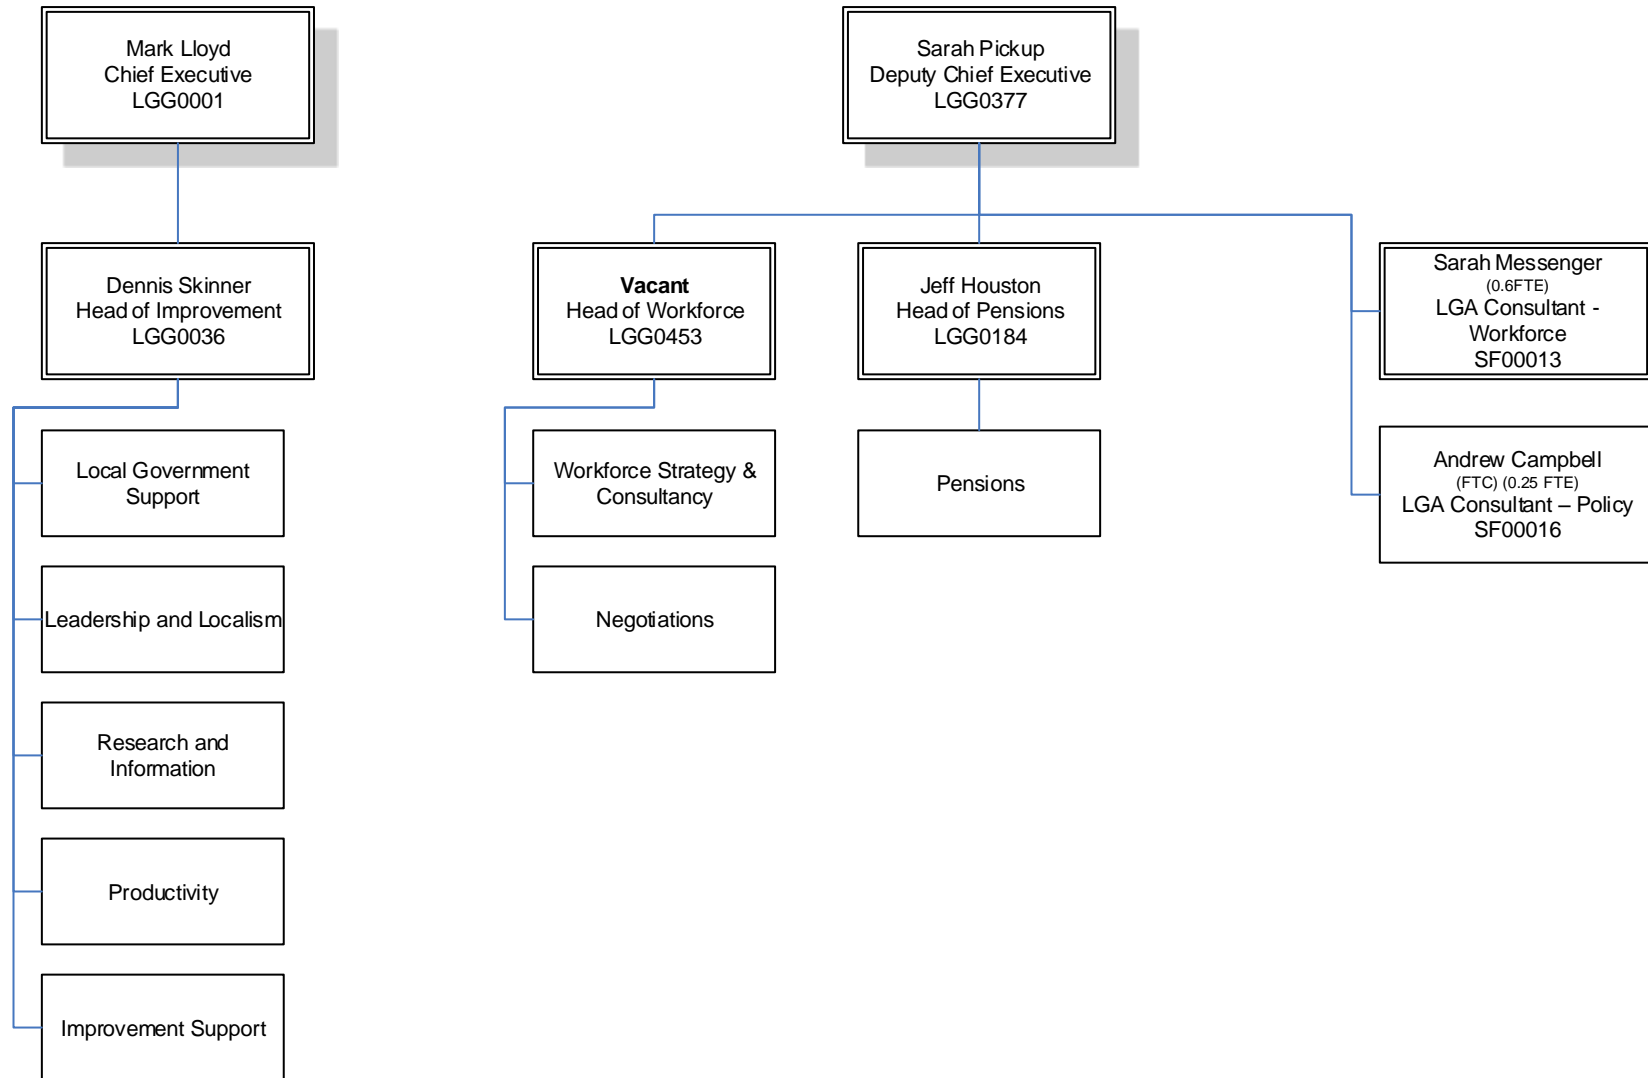 Mark Lloyd
Chief Executive
LGG0001
Sarah Pickup
Deputy Chief Executive
LGG0377
Dennis Skinner
Head of Improvement
LGG0036
Vacant
Head of Workforce
LGG0453
Jeff Houston
Head of Pensions
LGG0184
Sarah Messenger
(0.6FTE)
LGA Consultant -
Workforce
SF00013
Local Government
Support
Workforce Strategy &
Consultancy
Pensions
Andrew Campbell
(FTC) (0.25 FTE)
LGA Consultant – Policy
SF00016
Leadership and Localism
Negotiations
Research and
Information
Productivity
Improvement Support